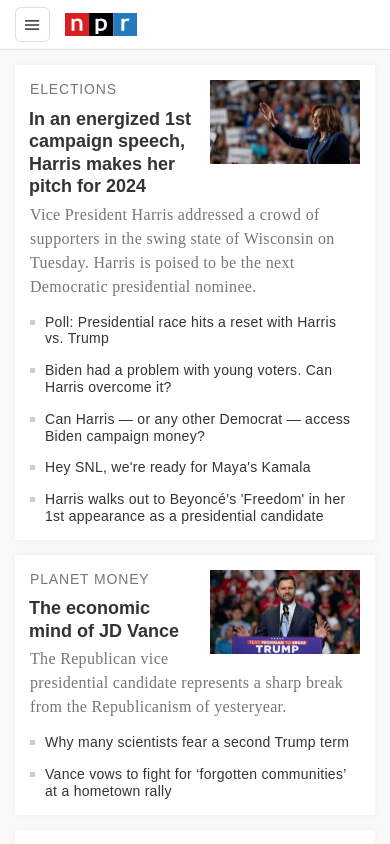 npr
ELECTIONS
In an energized 1st
campaign speech,
Harris makes her
pitch for 2024
Vice President Harris addressed a crowd of
supporters in the swing state of Wisconsin on
Tuesday. Harris is poised to be the next
Democratic presidential nominee.
Poll: Presidential race hits a reset with Harris
vs. Trump
Biden had a problem with young voters. Can
Harris overcome it?
Can Harris — or any other Democrat — access
Biden campaign money?
Hey SNL, we're ready for Maya's Kamala
Harris walks out to Beyoncé's 'Freedom' in her
1st appearance as a presidential candidate
PLANET MONEY
The economic
mind of JD Vance
TEXT MICHIGAN TO 88022
TRUMP
The Republican vice
presidential candidate represents a sharp break
from the Republicanism of yesteryear.
Why many scientists fear a second Trump term
Vance vows to fight for ‘forgotten communities’
at a hometown rally